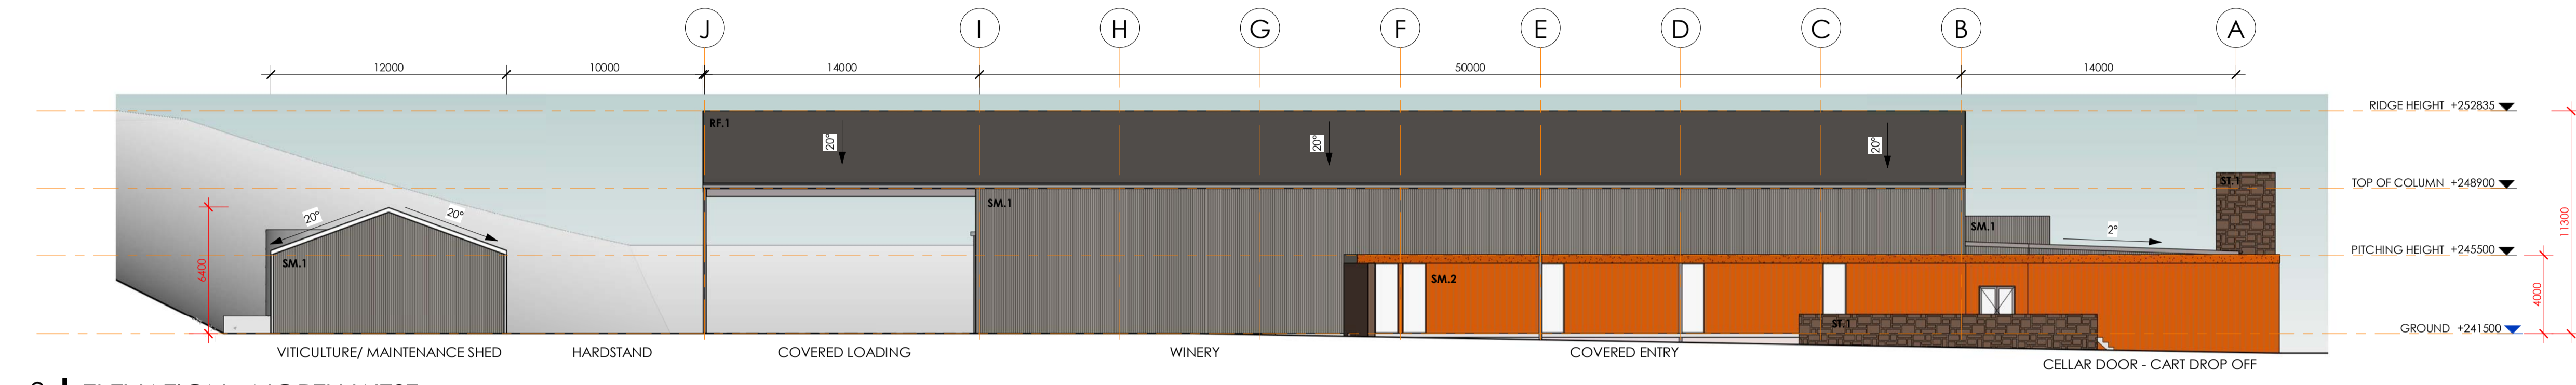 J I H G F E D C B A
12000 10000 14000 50000 14000
RIDGE HEIGHT +252835
RF.1
20° 20° 20°
TOP OF COLUMN +248900
ST.1
11300
20° 20°
SM.1
SM.1
2°
PITCHING HEIGHT +245500
6400
SM.1
SM.2
4000
ST.1
GROUND +241500
VITICULTURE/ MAINTENANCE SHED HARDSTAND COVERED LOADING WINERY COVERED ENTRY
CELLAR DOOR - CART DROP OFF